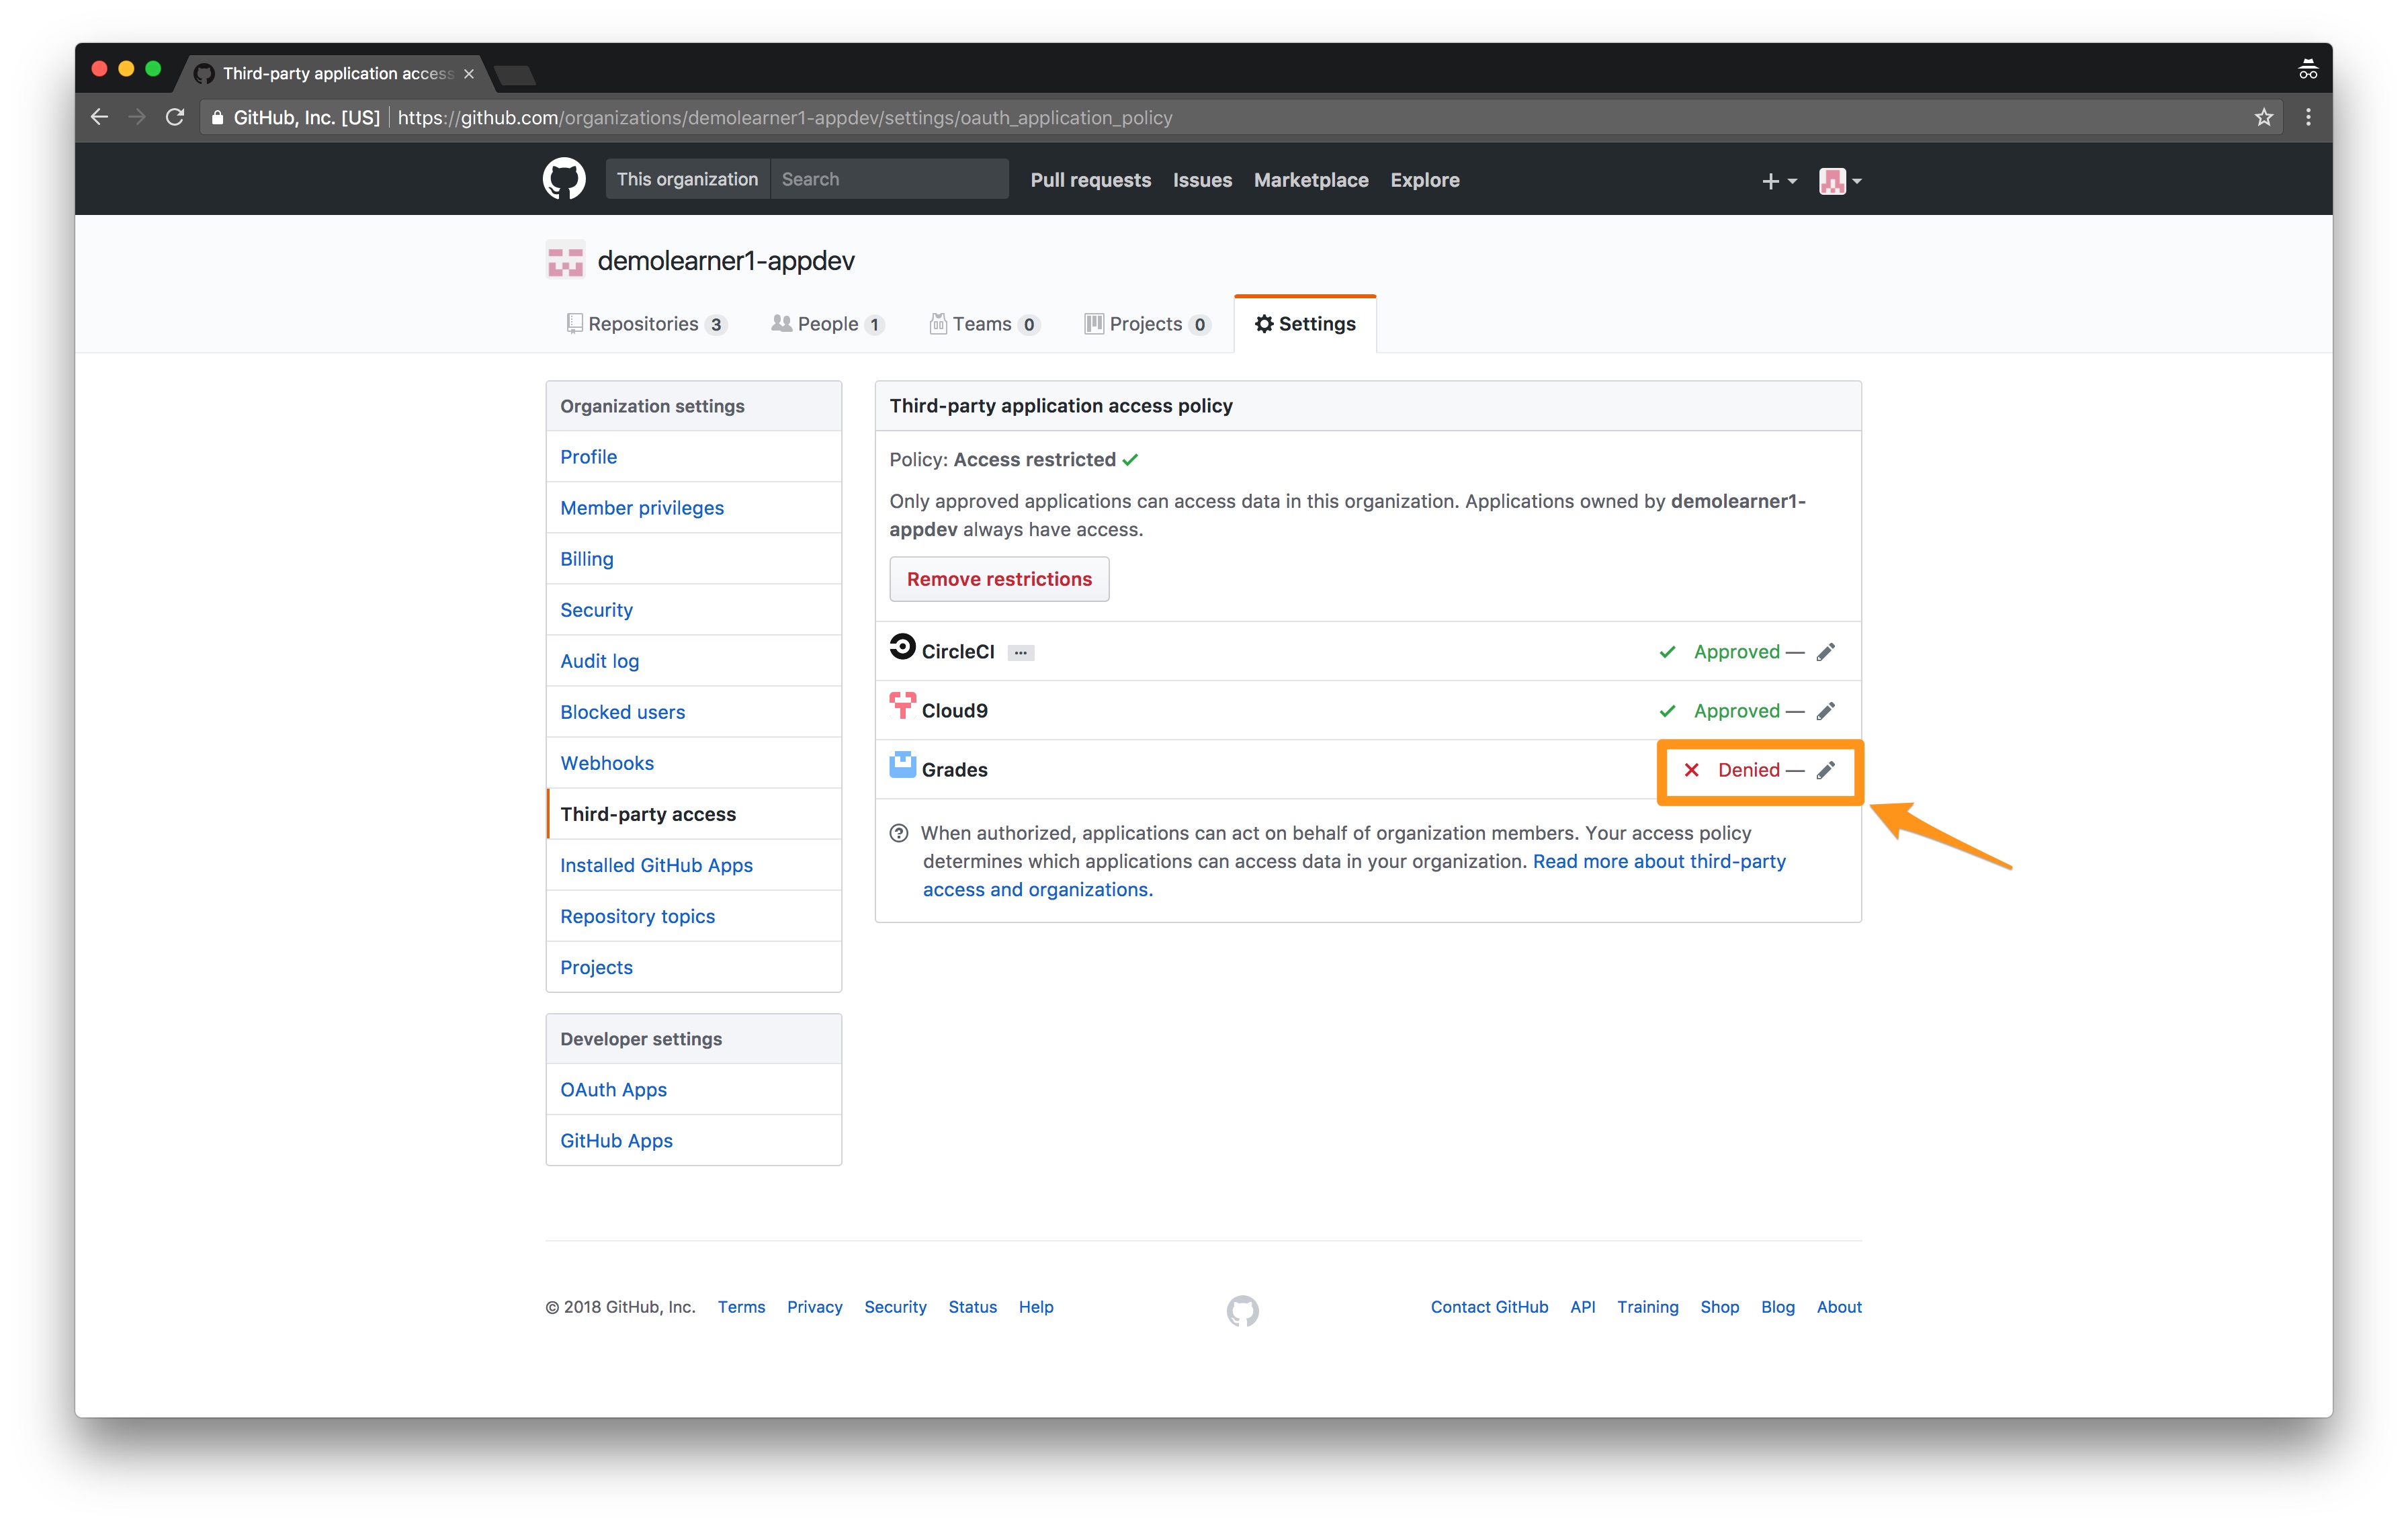 Third-party application access
GitHub, Inc. [US] https://github.com/organizations/demolearner1-appdev/settings/oauth_application_policy
This organization Search Pull requests Issues Marketplace Explore
demolearner1-appdev
Repositories 3 People 1 Teams 0 Projects 0 Settings
Organization settings
Profile
Member privileges
Billing
Security
Audit log
Blocked users
Webhooks
Third-party access
Installed GitHub Apps
Repository topics
Projects
Developer settings
OAuth Apps
GitHub Apps
Third-party application access policy
Policy: Access restricted ✓
Only approved applications can access data in this organization. Applications owned by demolearner1-
appdev always have access.
Remove restrictions
CircleCI ... ✓ Approved —
Cloud9 ✓ Approved —
Grades ✕ Denied —
When authorized, applications can act on behalf of organization members. Your access policy
determines which applications can access data in your organization. Read more about third-party
access and organizations.
© 2018 GitHub, Inc. Terms Privacy Security Status Help Contact GitHub API Training Shop Blog About